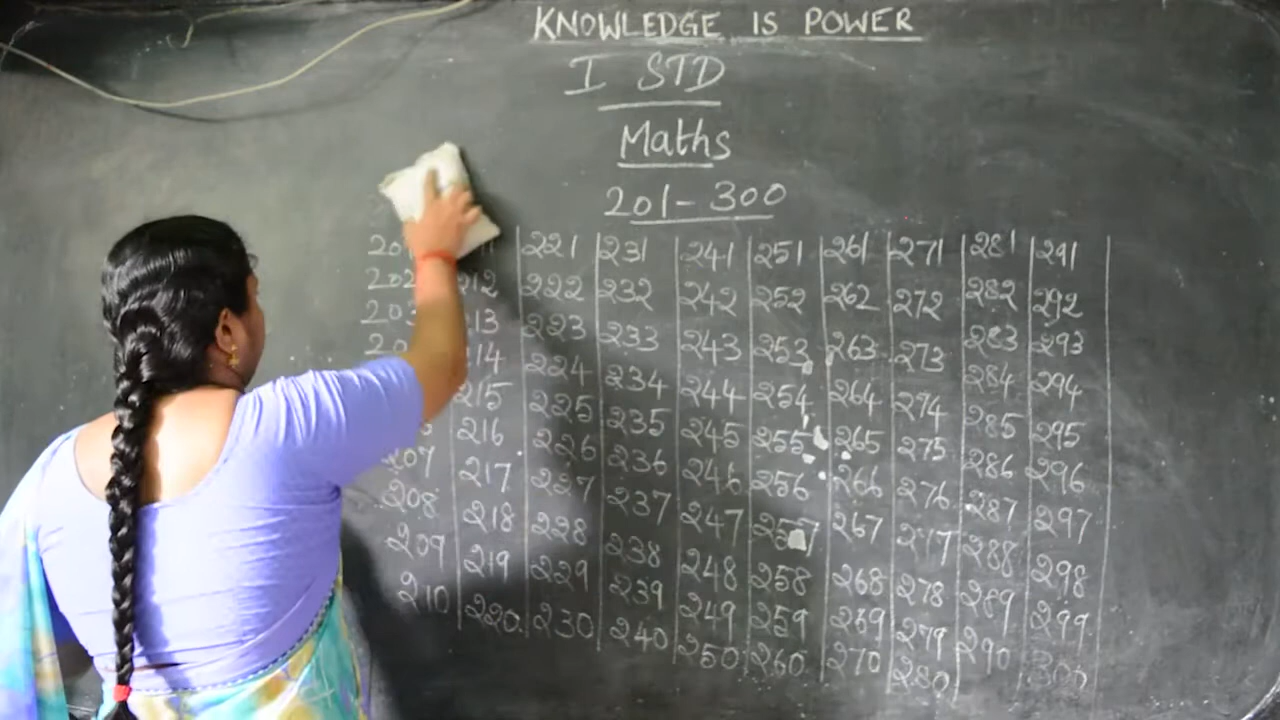 KNOWLEDGE IS POWER
I STD
Maths
201-300
221 231 241 251 261 271 281 291
212 222 232 242 252 262 272 282 292
213 223 233 243 253 263 273 283 293
214 224 234 244 254 264 274 284 294
215 225 235 245 255 265 275 285 295
216 226 236 246 256 266 276 286 296
207 217 227 237 247 257 267 277 287 297
208 218 228 238 248 258 268 278 288 298
209 219 229 239 249 259 269 279 289 299
210 220 230 240 250 260 270 280 290 300